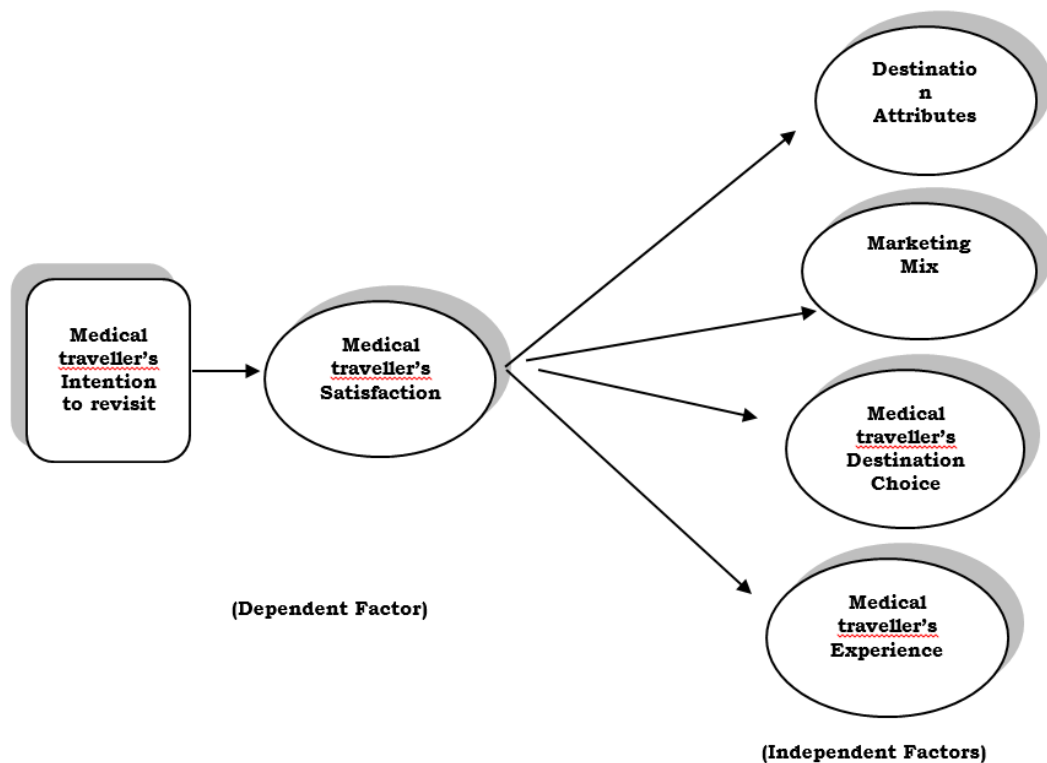 Destinatio
n
Attributes
Marketing
Mix
Medical
traveller's
Intention
to revisit
Medical
traveller's
Satisfaction
Medical
traveller's
Destination
Choice
(Dependent Factor)
Medical
traveller's
Experience
(Independent Factors)